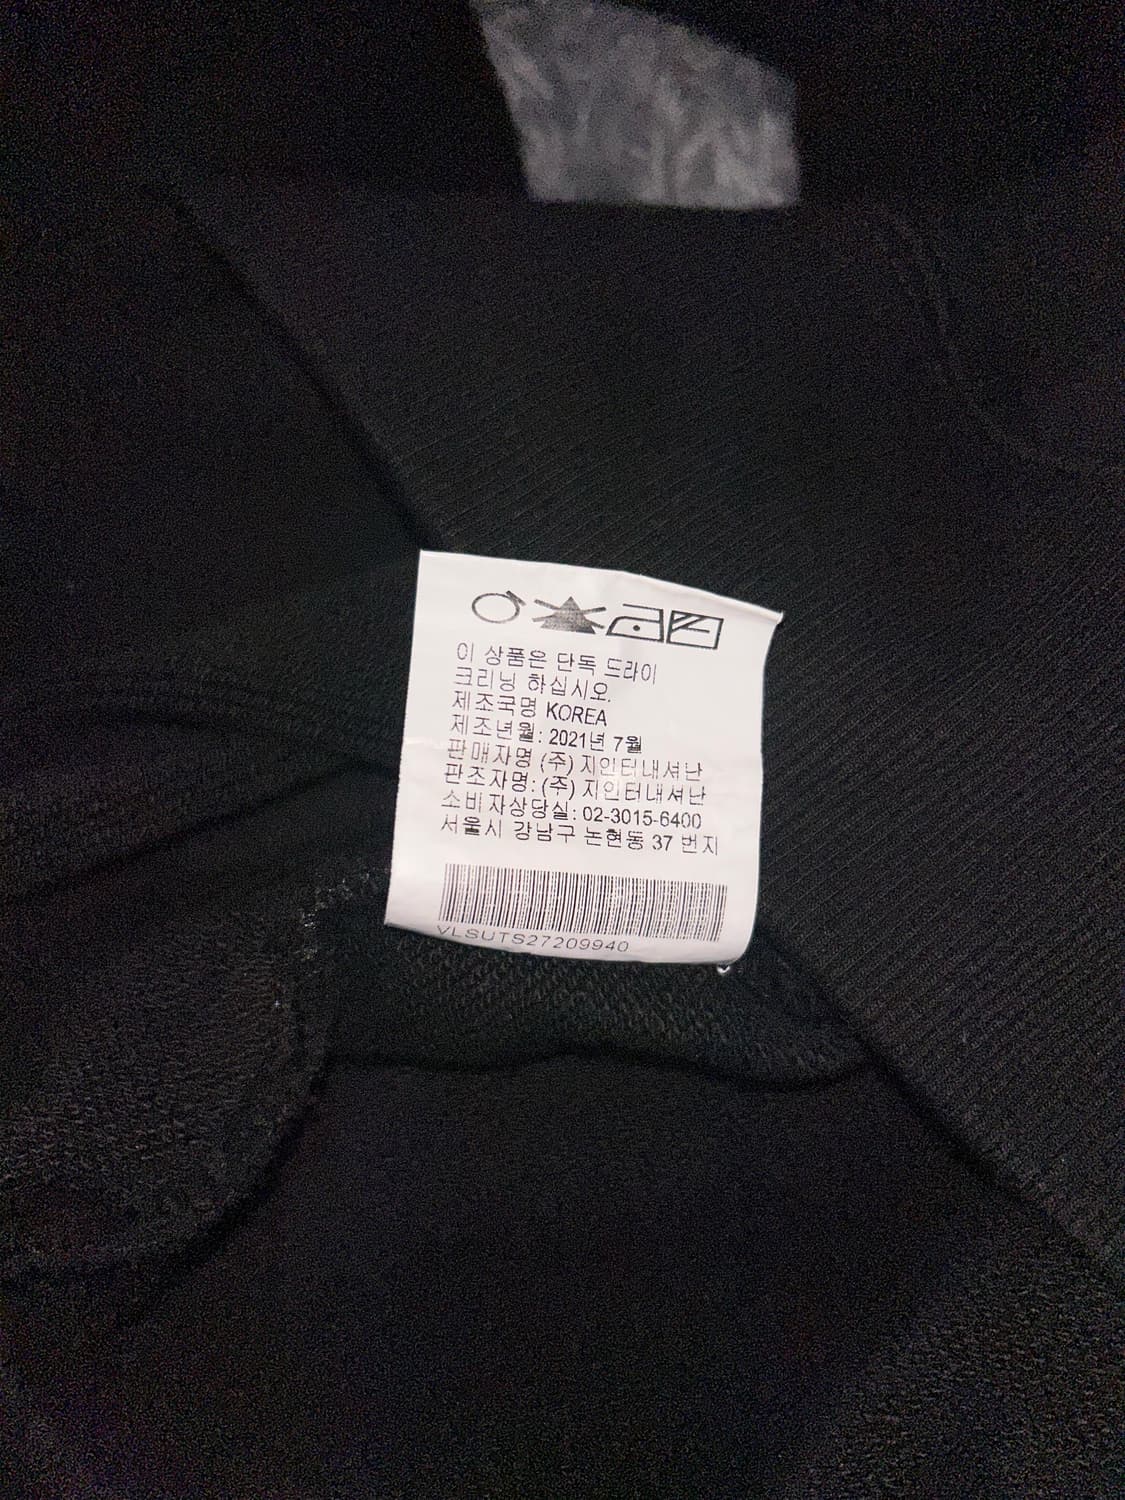 이 상품은 단독 드라이
크리닝 하십시오.
제조국명 KOREA
제조년월: 2021년 7월
판매자명 (주) 지인터내셔난
판조자명: (주) 지인터내셔난
소비자상당실: 02-3015-6400
서울시 강남구 논현동 37 번지
VLSUTS27209940